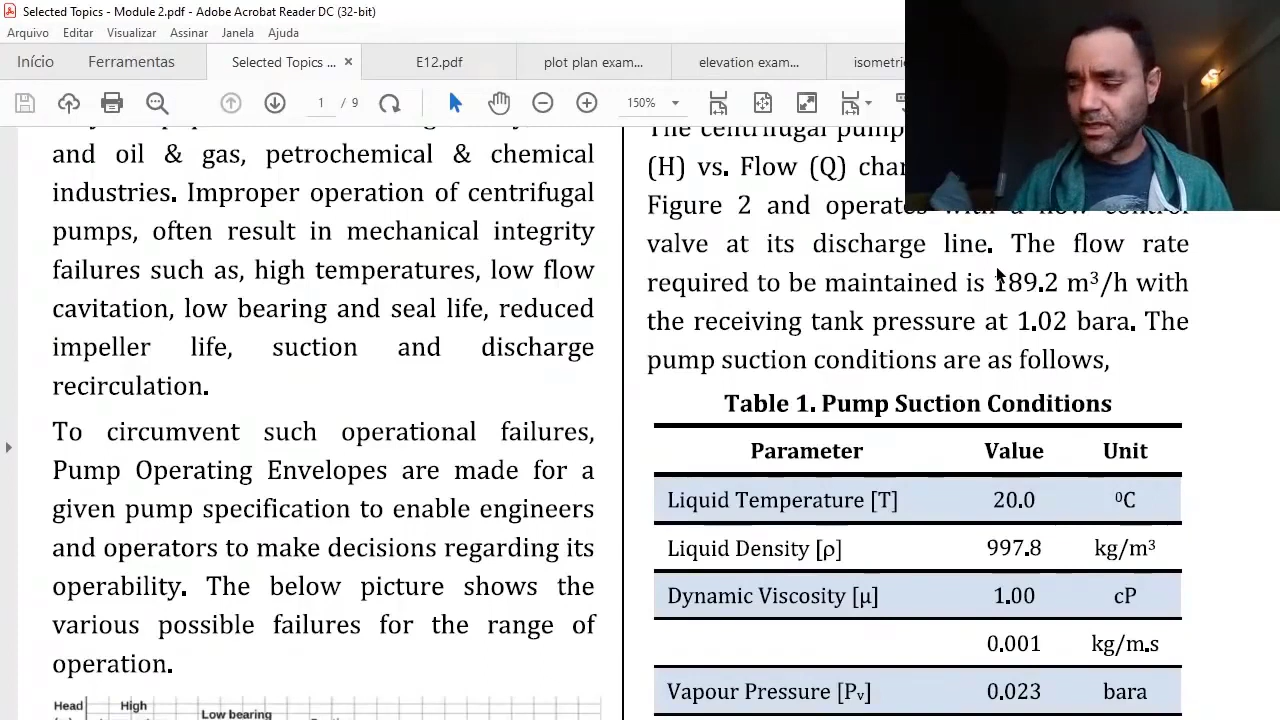 Selected Topics - Module 2.pdf - Adobe Acrobat Reader DC (32-bit)
Arquivo Editar Visualizar Assinar Janela Ajuda
Início Ferramentas Selected Topics ... × E12.pdf plot plan exam... elevation exam... isometri
1 / 9 150%
and oil & gas, petrochemical & chemical
industries. Improper operation of centrifugal
pumps, often result in mechanical integrity
failures such as, high temperatures, low flow
cavitation, low bearing and seal life, reduced
impeller life, suction and discharge
recirculation.
To circumvent such operational failures,
Pump Operating Envelopes are made for a
given pump specification to enable engineers
and operators to make decisions regarding its
operability. The below picture shows the
various possible failures for the range of
operation.
Head High
Low bearing
The centrifugal pump
(H) vs. Flow (Q) char
Figure 2 and operates with a flow control
valve at its discharge line. The flow rate
required to be maintained is 189.2 m³/h with
the receiving tank pressure at 1.02 bara. The
pump suction conditions are as follows,
Table 1. Pump Suction Conditions
Parameter Value Unit
Liquid Temperature [T] 20.0 ⁰C
Liquid Density [ρ] 997.8 kg/m³
Dynamic Viscosity [μ] 1.00 cP
0.001 kg/m.s
Vapour Pressure [Pv] 0.023 bara